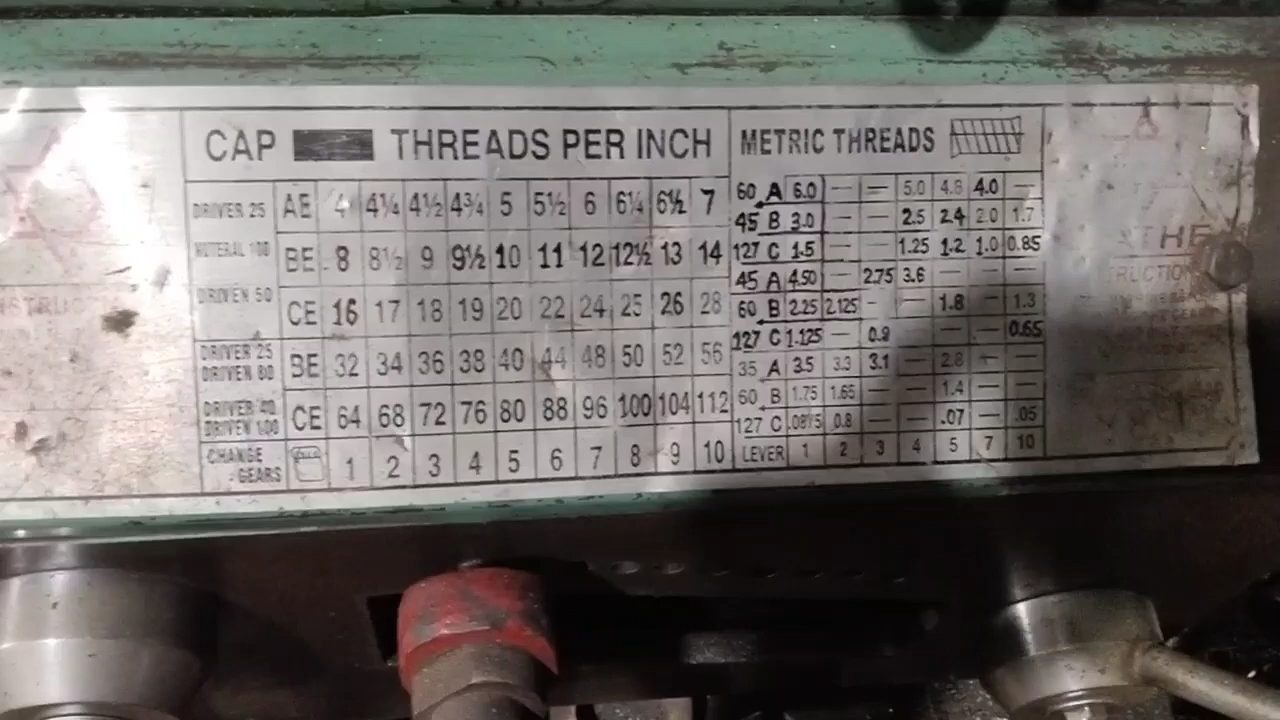 CAP THREADS PER INCH
DRIVER 25 AE 4 4¼ 4½ 4¾ 5 5½ 6 6¼ 6½ 7
100 BE 8 8½ 9 9½ 10 11 12 12½ 13 14
DRIVEN 50 CE 16 17 18 19 20 22 24 25 26 28
DRIVER 25
DRIVEN 80 BE 32 34 36 38 40 44 48 50 52 56
DRIVER 40
DRIVEN 100 CE 64 68 72 76 80 88 96 100 104 112
CHANGE
GEARS 1 2 3 4 5 6 7 8 9 10
METRIC THREADS
60 A 6.0 — — 5.0 4.8 4.0 —
45 B 3.0 — — 2.5 2.4 2.0 1.7
127 C 1.5 — — 1.25 1.2 1.0 0.85
45 A 4.50 — 2.75 3.6
60 B 2.25 2.125 - — 1.8 — 1.3
127 C 1.125 — 0.9 — — 0.65
35 A 3.5 3.3 3.1 — 2.8 — —
60 B 1.75 1.65 — — 1.4 — —
127 C 0.8 — — .07 — .05
LEVER 1 2 3 4 5 7 10
HE